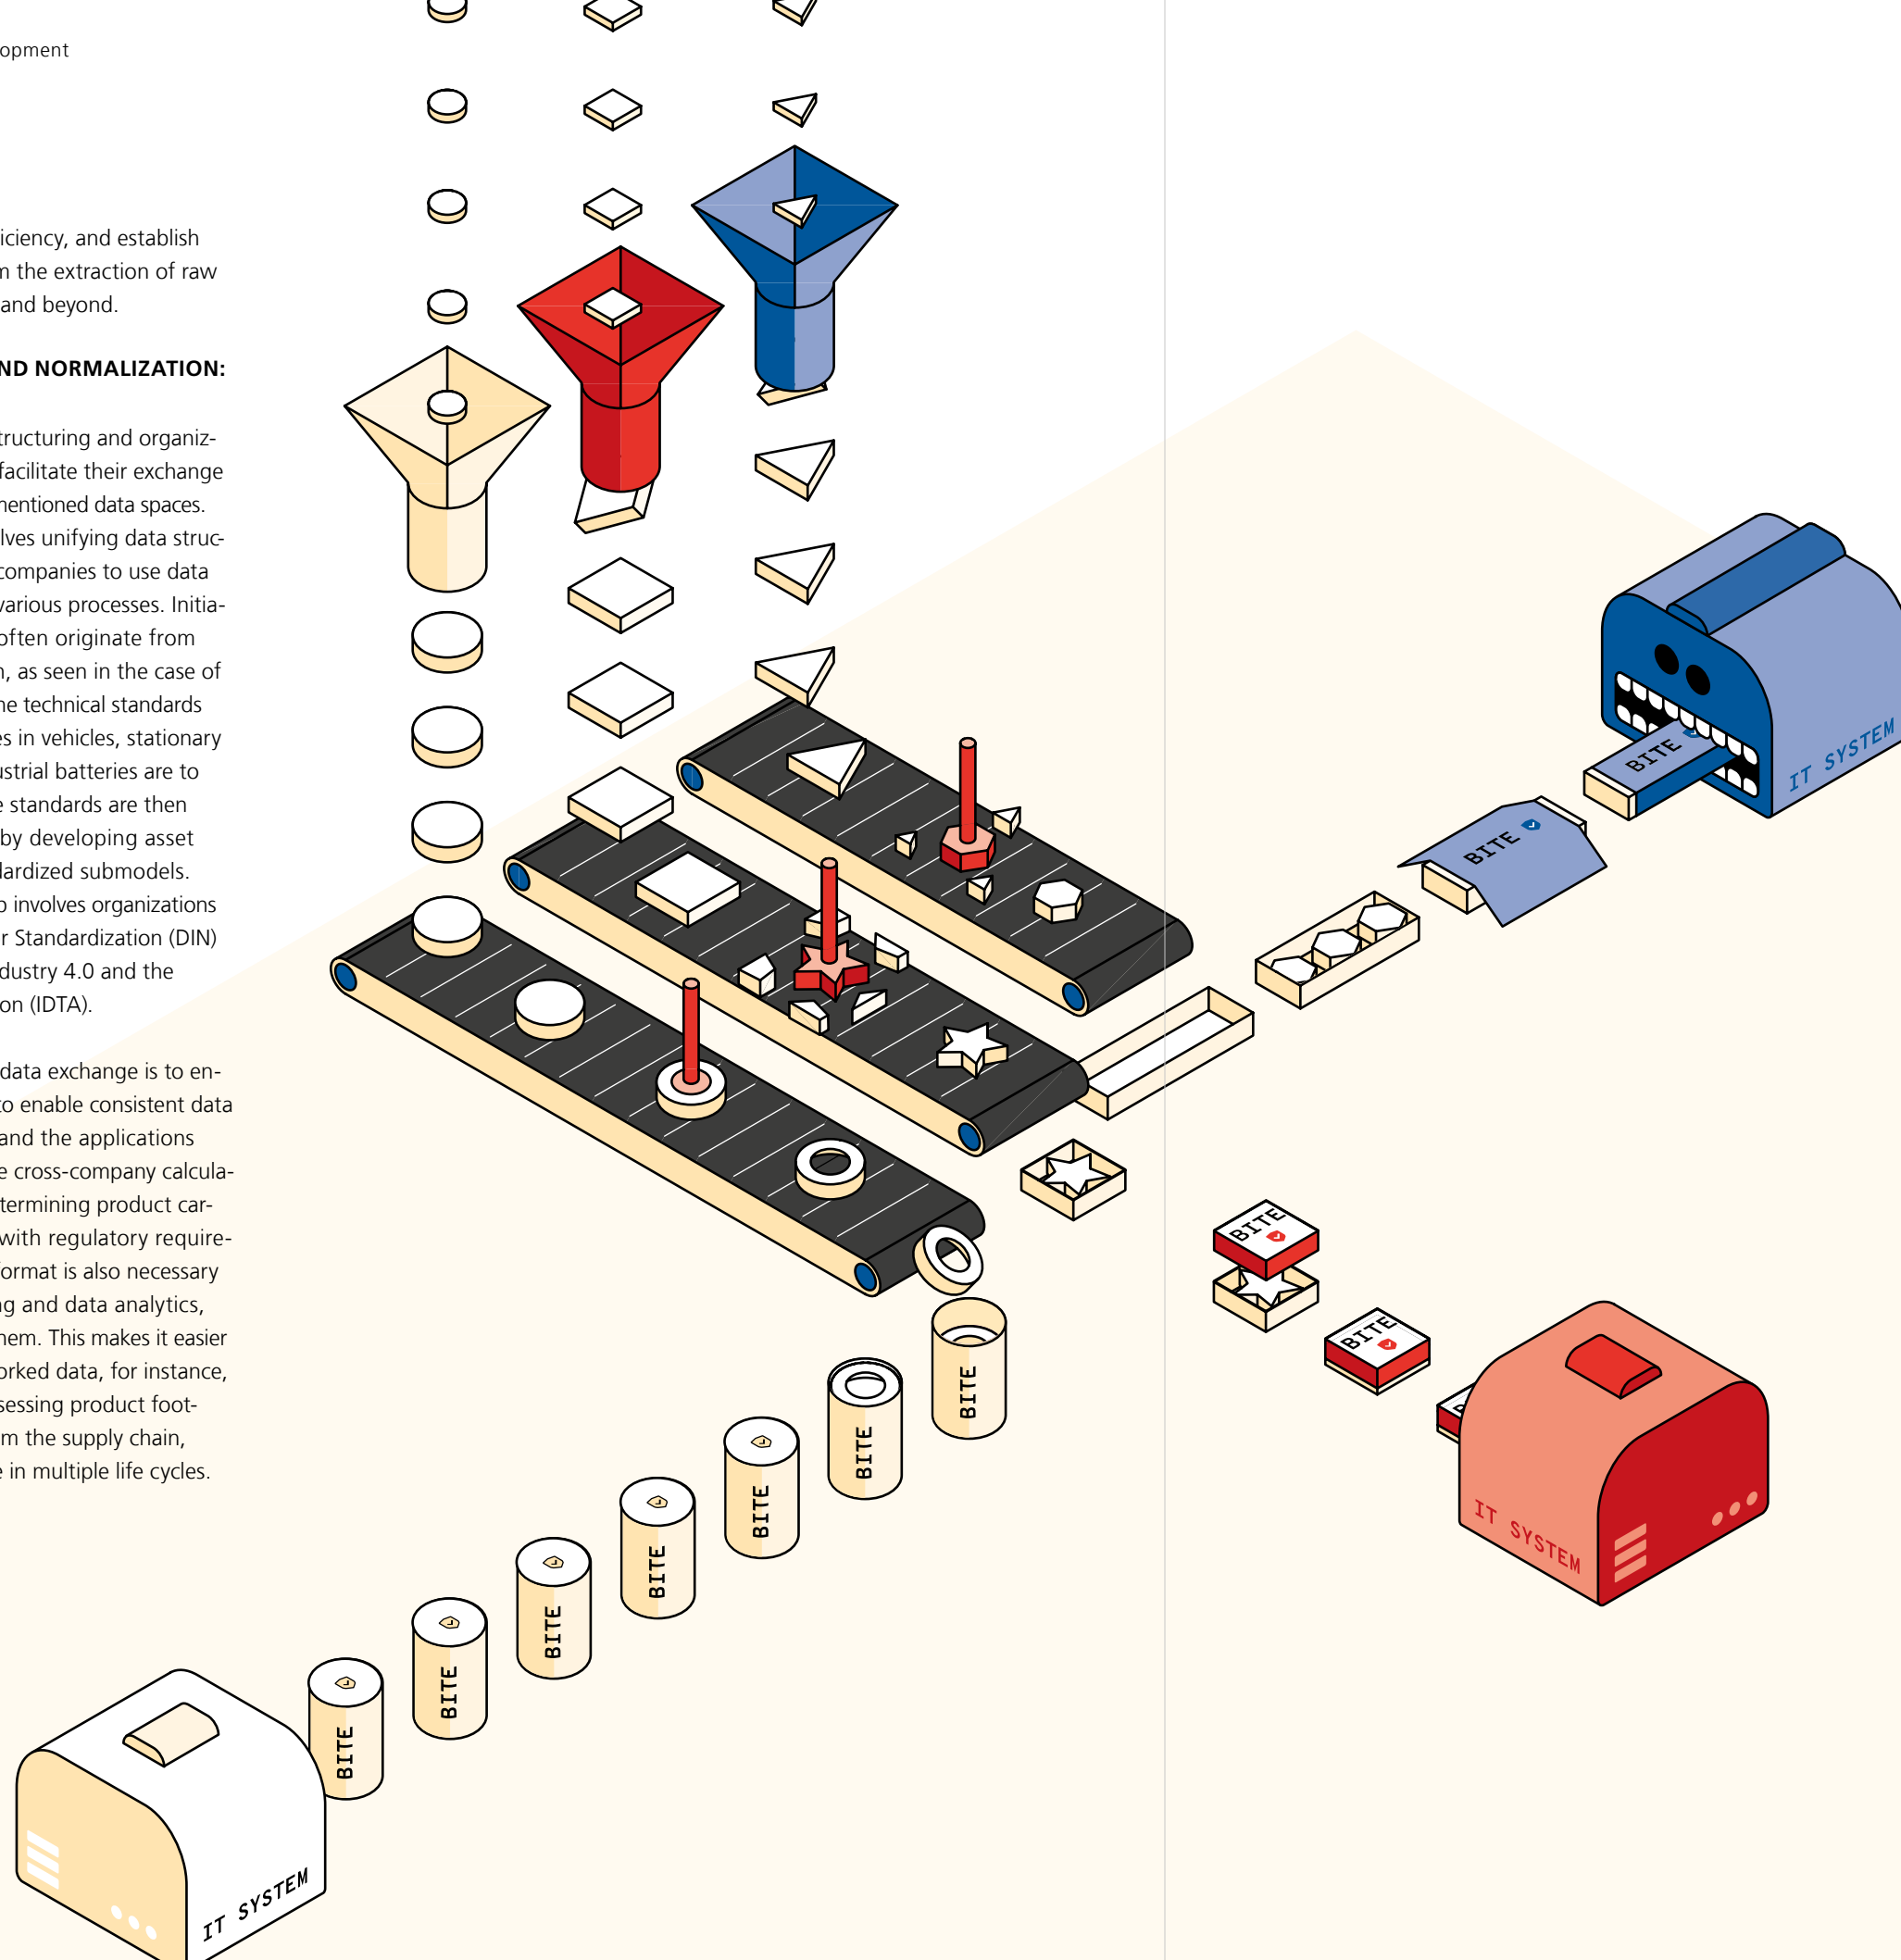 opment
iciency, and establish
m the extraction of raw
and beyond.
ND NORMALIZATION:
tructuring and organiz-
facilitate their exchange
mentioned data spaces.
lves unifying data struc-
companies to use data
various processes. Initia-
often originate from
n, as seen in the case of
he technical standards
es in vehicles, stationary
ustrial batteries are to
e standards are then
by developing asset
dardized submodels.
p involves organizations
r Standardization (DIN)
ndustry 4.0 and the
on (IDTA).
data exchange is to en-
to enable consistent data
and the applications
e cross-company calcula-
termining product car-
with regulatory require-
format is also necessary
ng and data analytics,
hem. This makes it easier
orked data, for instance,
sessing product foot-
m the supply chain,
e in multiple life cycles.
BITE
IT SYSTEM
BITE
BITE
BITE
IT SYSTEM
BITE
BITE
BITE
BITE
BITE
BITE
BITE
IT SYSTEM